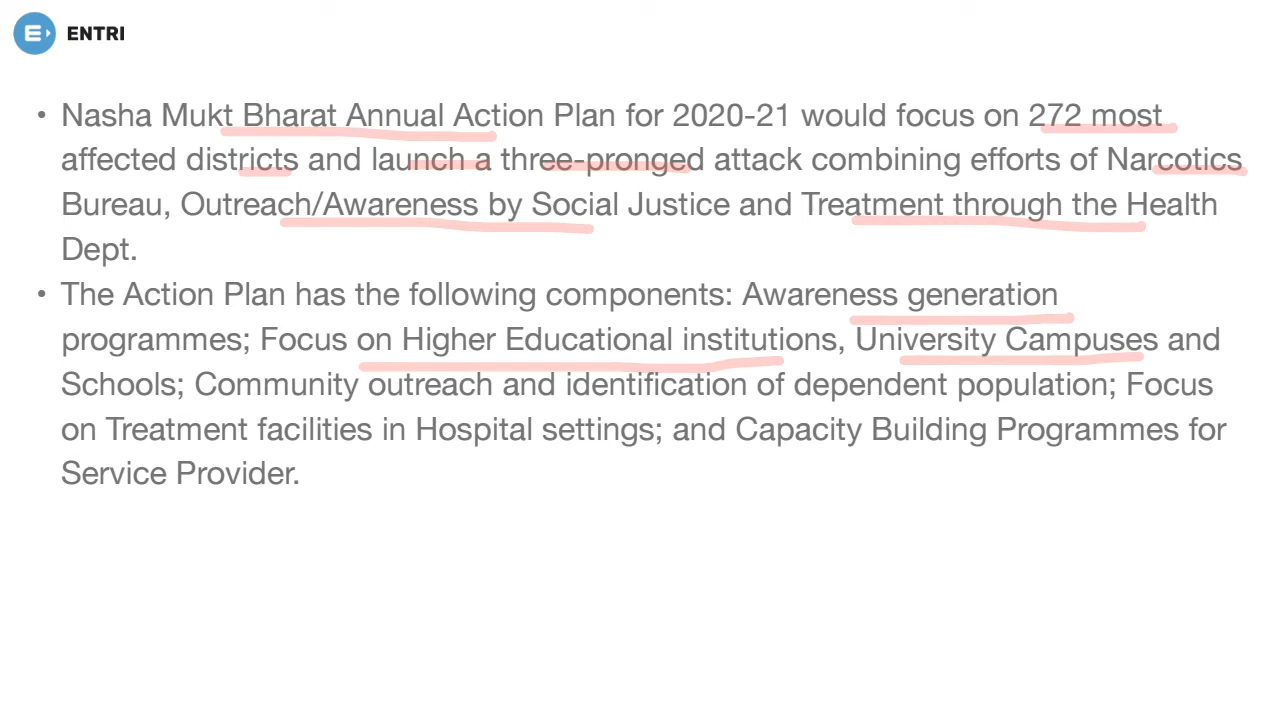 ENTRI
• Nasha Mukt Bharat Annual Action Plan for 2020-21 would focus on 272 most
affected districts and launch a three-pronged attack combining efforts of Narcotics
Bureau, Outreach/Awareness by Social Justice and Treatment through the Health
Dept.
• The Action Plan has the following components: Awareness generation
programmes; Focus on Higher Educational institutions, University Campuses and
Schools; Community outreach and identification of dependent population; Focus
on Treatment facilities in Hospital settings; and Capacity Building Programmes for
Service Provider.